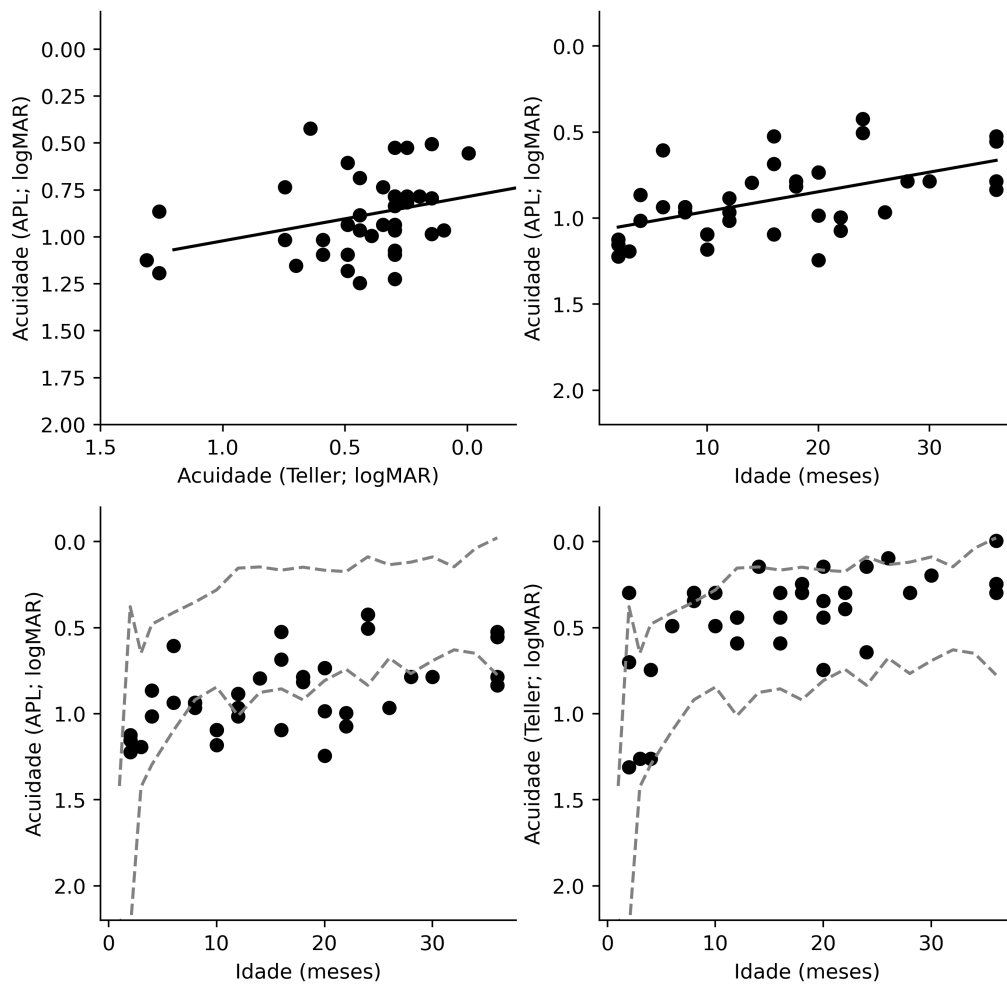 0.00
0.25
0.50
0.75
1.00
1.25
1.50
1.75
2.00
Acuidade (APL; logMAR)
1.5 1.0 0.5 0.0
Acuidade (Teller; logMAR)
0.0
0.5
1.0
1.5
2.0
Acuidade (APL; logMAR)
10 20 30
Idade (meses)
0.0
0.5
1.0
1.5
2.0
Acuidade (APL; logMAR)
0 10 20 30
Idade (meses)
0.0
0.5
1.0
1.5
2.0
Acuidade (Teller; logMAR)
0 10 20 30
Idade (meses)